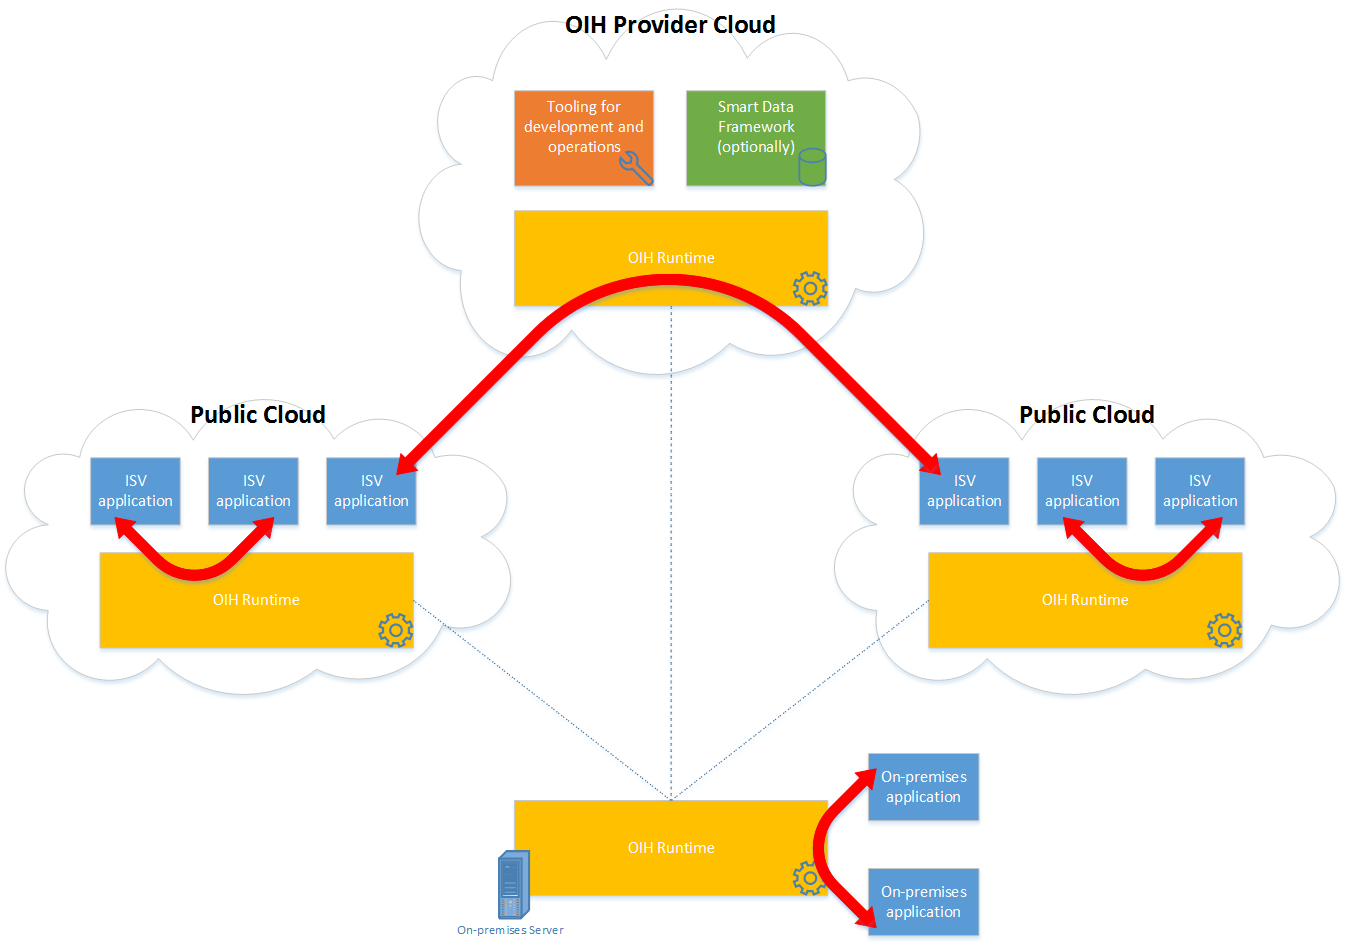 OIH Provider Cloud
Tooling for
development and
operations
Smart Data
Framework
(optionally)
OIH Runtime
Public Cloud
ISV
application
ISV
application
ISV
application
OIH Runtime
Public Cloud
ISV
application
ISV
application
ISV
application
OIH Runtime
OIH Runtime
On-premises Server
On-premises
application
On-premises
application